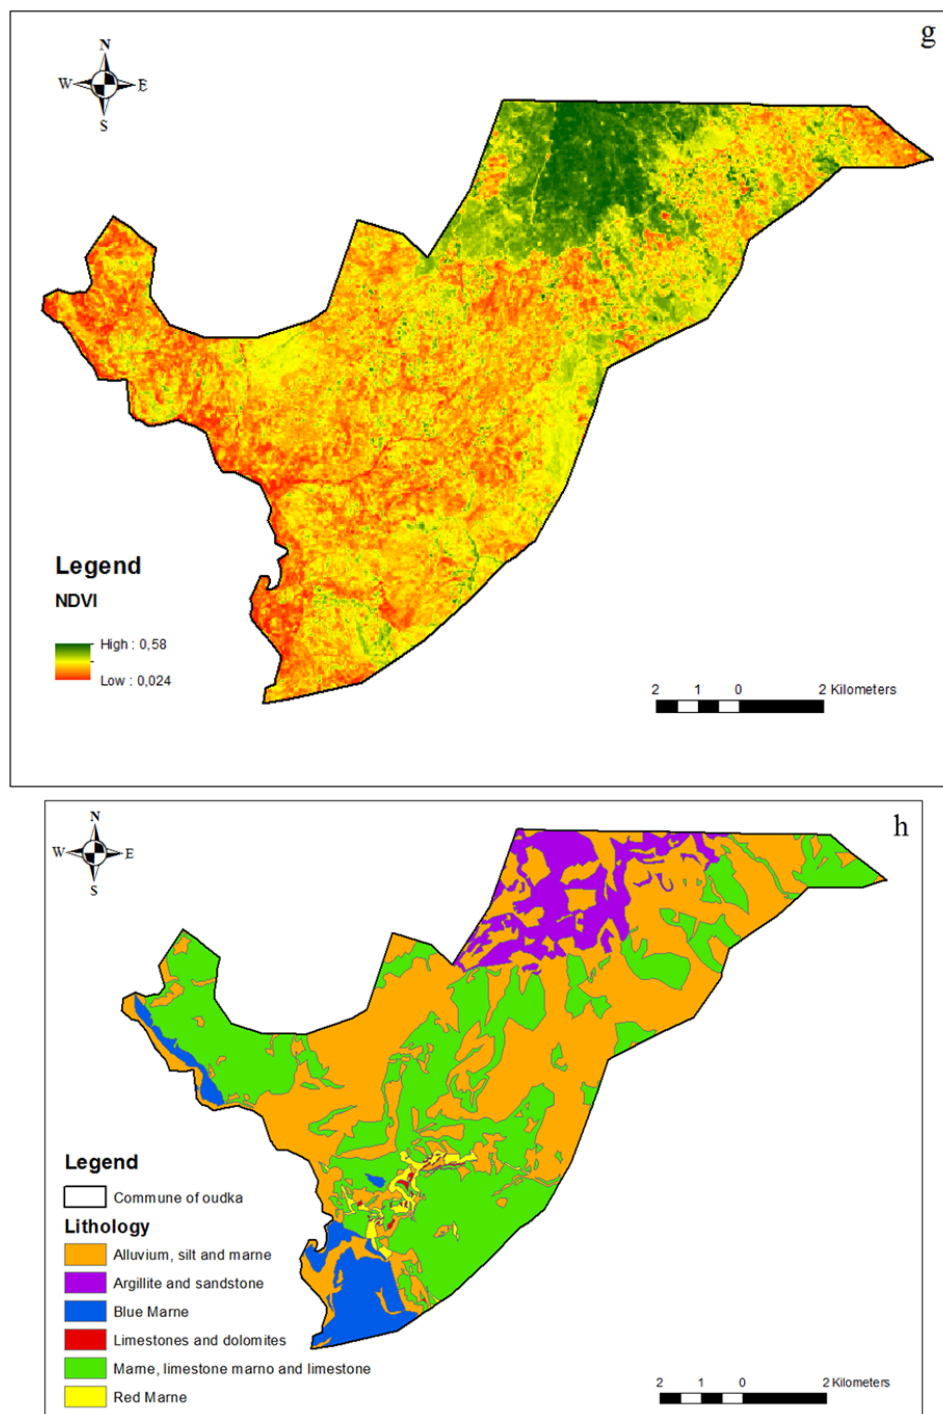 g
N
W E
S
Legend
NDVI
High : 0,58
Low : 0,024
2 1 0 2 Kilometers
h
N
W E
S
Legend
Commune of oudka
Lithology
Alluvium, silt and marne
Argillite and sandstone
Blue Marne
Limestones and dolomites
Marne, limestone marno and limestone
Red Marne
2 1 0 2 Kilometers